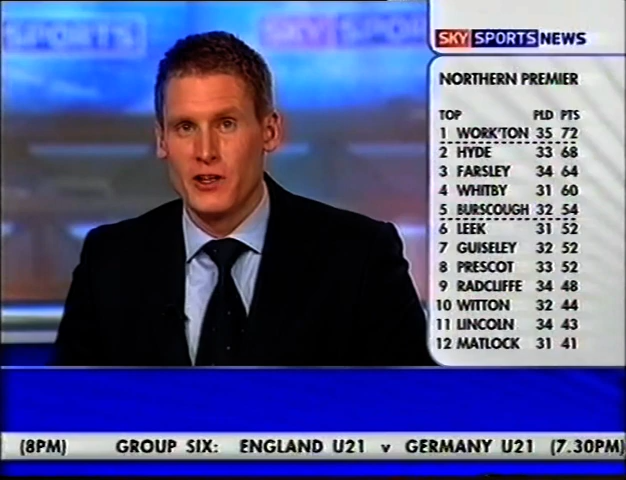 SPORTS
SKY SPORTS
SKY SPORTS NEWS
NORTHERN PREMIER
TOP PLD PTS
1 WORK'TON 35 72
2 HYDE 33 68
3 FARSLEY 34 64
4 WHITBY 31 60
5 BURSCOUGH 32 54
6 LEEK 31 52
7 GUISELEY 32 52
8 PRESCOT 33 52
9 RADCLIFFE 34 48
10 WITTON 32 44
11 LINCOLN 34 43
12 MATLOCK 31 41
(8PM) GROUP SIX: ENGLAND U21 v GERMANY U21 (7.30PM)